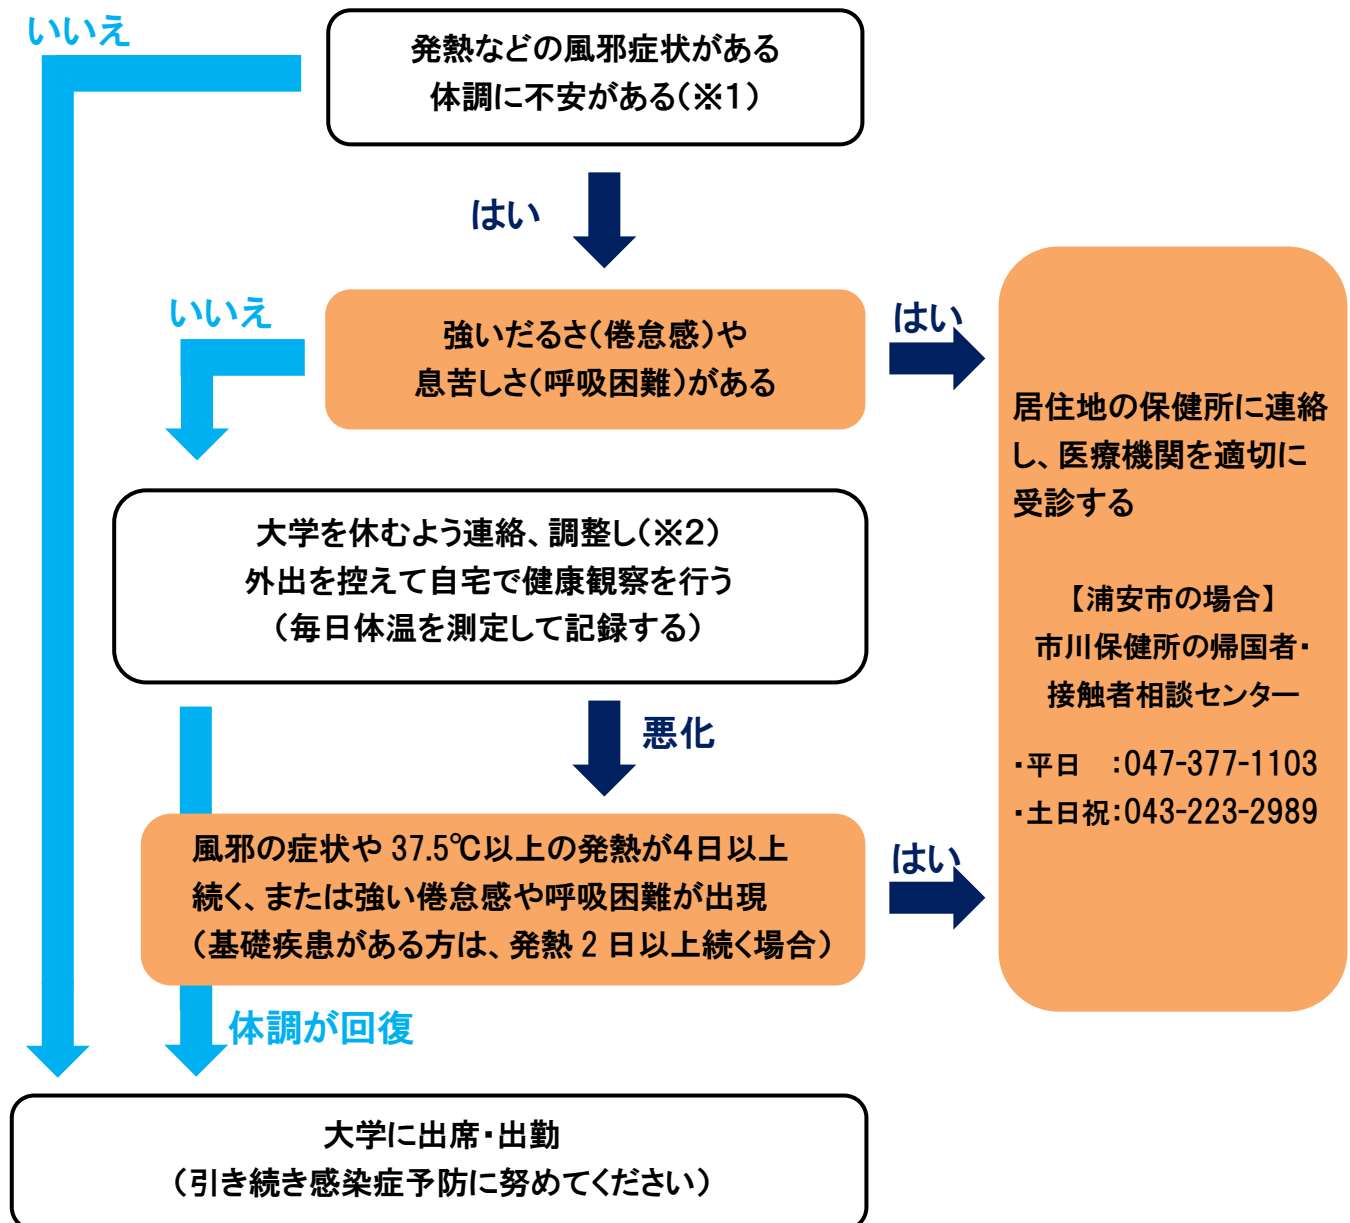 いいえ
発熱などの風邪症状がある
体調に不安がある(※1)
はい
いいえ
強いだるさ(倦怠感)や
息苦しさ(呼吸困難)がある
はい
大学を休むよう連絡、調整し(※2)
外出を控えて自宅で健康観察を行う
(毎日体温を測定して記録する)
悪化
風邪の症状や 37.5℃以上の発熱が4日以上
続く、または強い倦怠感や呼吸困難が出現
(基礎疾患がある方は、発熱 2 日以上続く場合)
はい
居住地の保健所に連絡
し、医療機関を適切に
受診する
【浦安市の場合】
市川保健所の帰国者・
接触者相談センター
・平日　:047-377-1103
・土日祝:043-223-2989
体調が回復
大学に出席・出勤
(引き続き感染症予防に努めてください)